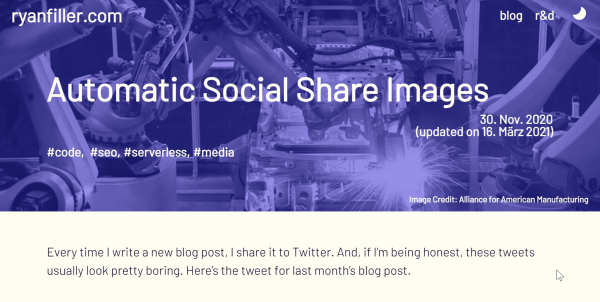 ryanfiller.com
blog r&d
Automatic Social Share Images
30. Nov. 2020
(updated on 16. März 2021)
#code, #seo, #serverless, #media
Image Credit: Alliance for American Manufacturing
Every time I write a new blog post, I share it to Twitter. And, if I'm being honest, these tweets
usually look pretty boring. Here's the tweet for last month's blog post.